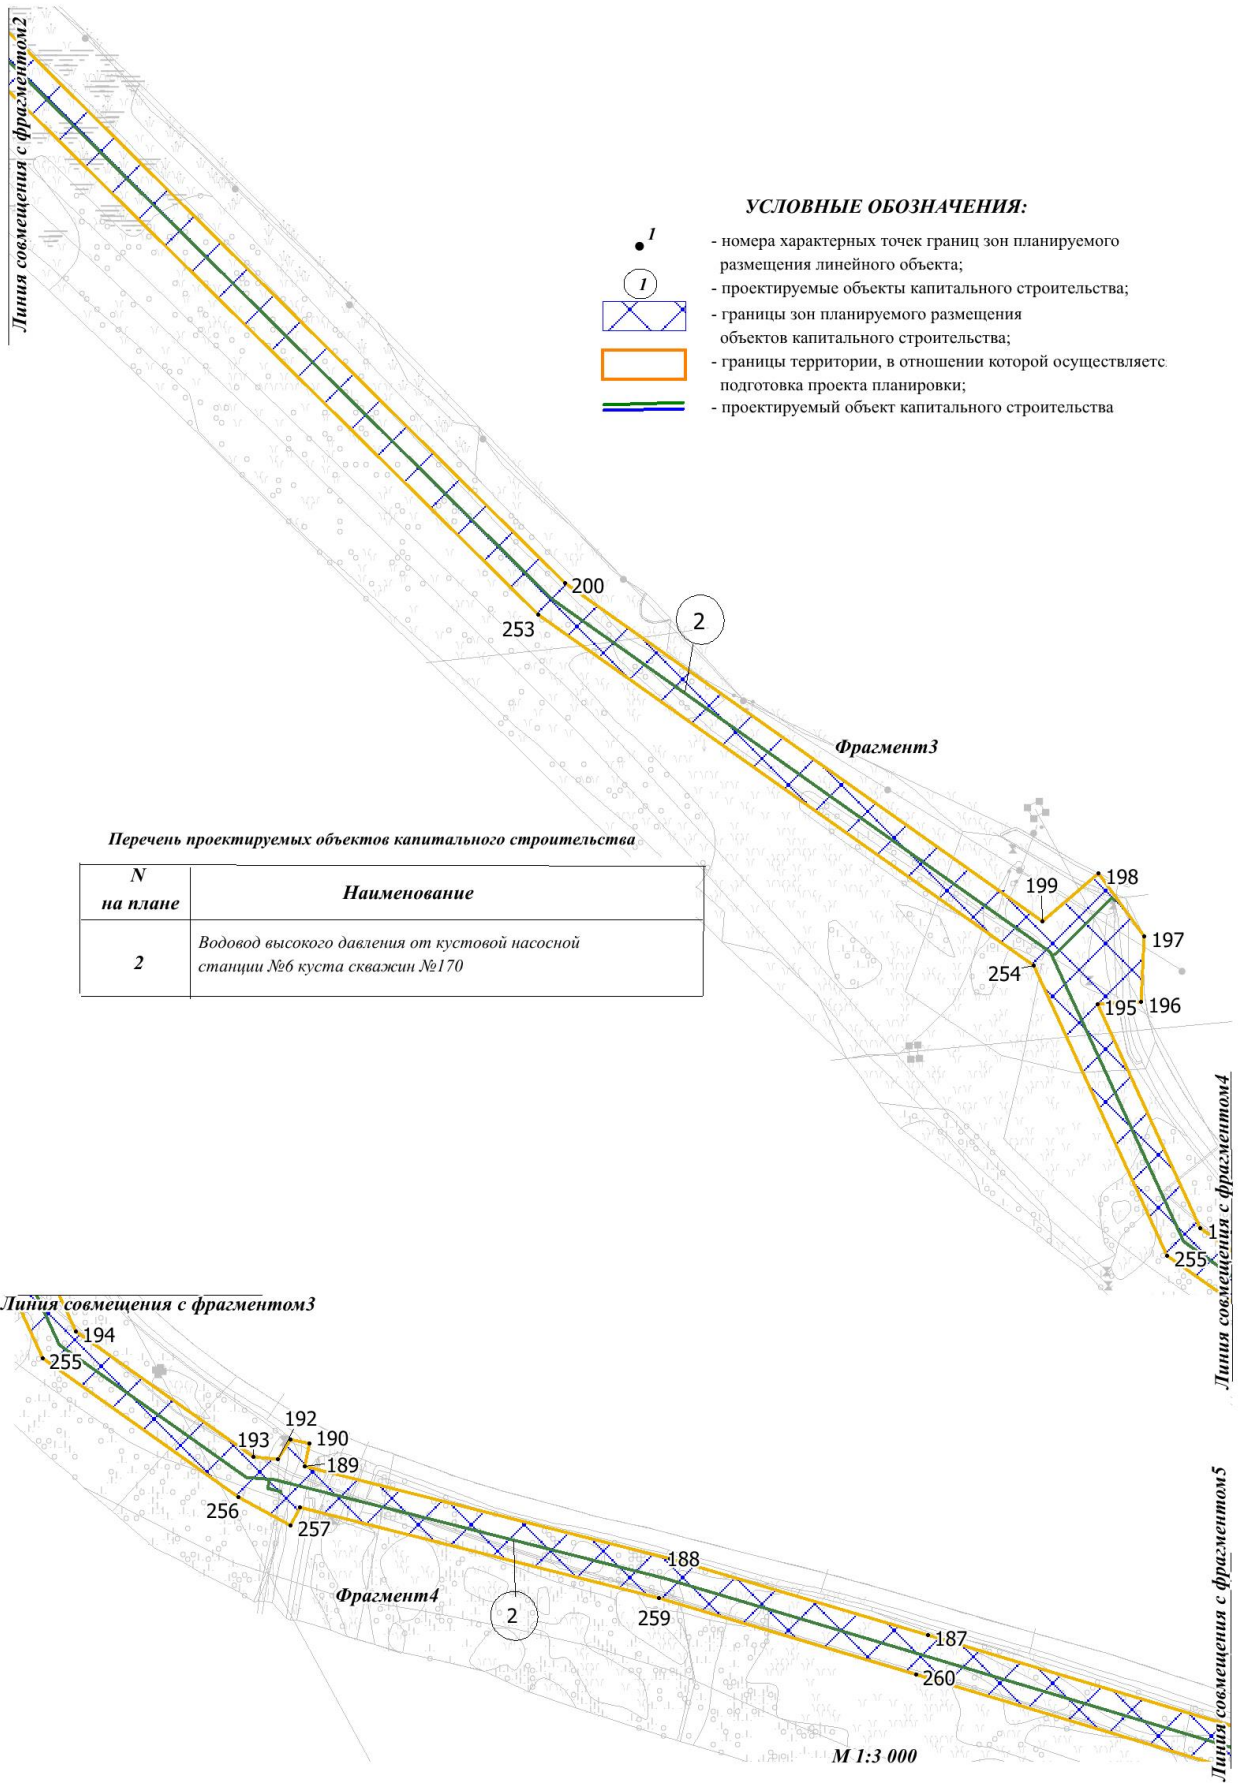 Линия совмещения с фрагментом2
УСЛОВНЫЕ ОБОЗНАЧЕНИЯ:
1
- номера характерных точек границ зон планируемого
размещения линейного объекта;
1
- проектируемые объекты капитального строительства;
- границы зон планируемого размещения
объектов капитального строительства;
- границы территории, в отношении которой осуществляетс
подготовка проекта планировки;
- проектируемый объект капитального строительства
200
253
2
Фрагмент3
Перечень проектируемых объектов капитального строительства
N
на плане
Наименование
2
Водовод высокого давления от кустовой насосной
станции №6 куста скважин №170
199
198
197
254
195
196
1
255
Линия совмещения с фрагментом4
Линия совмещения с фрагментом3
194
255
192
193
190
189
256
257
188
Фрагмент4
2
259
187
260
Линия совмещения с фрагментом5
М 1:3 000